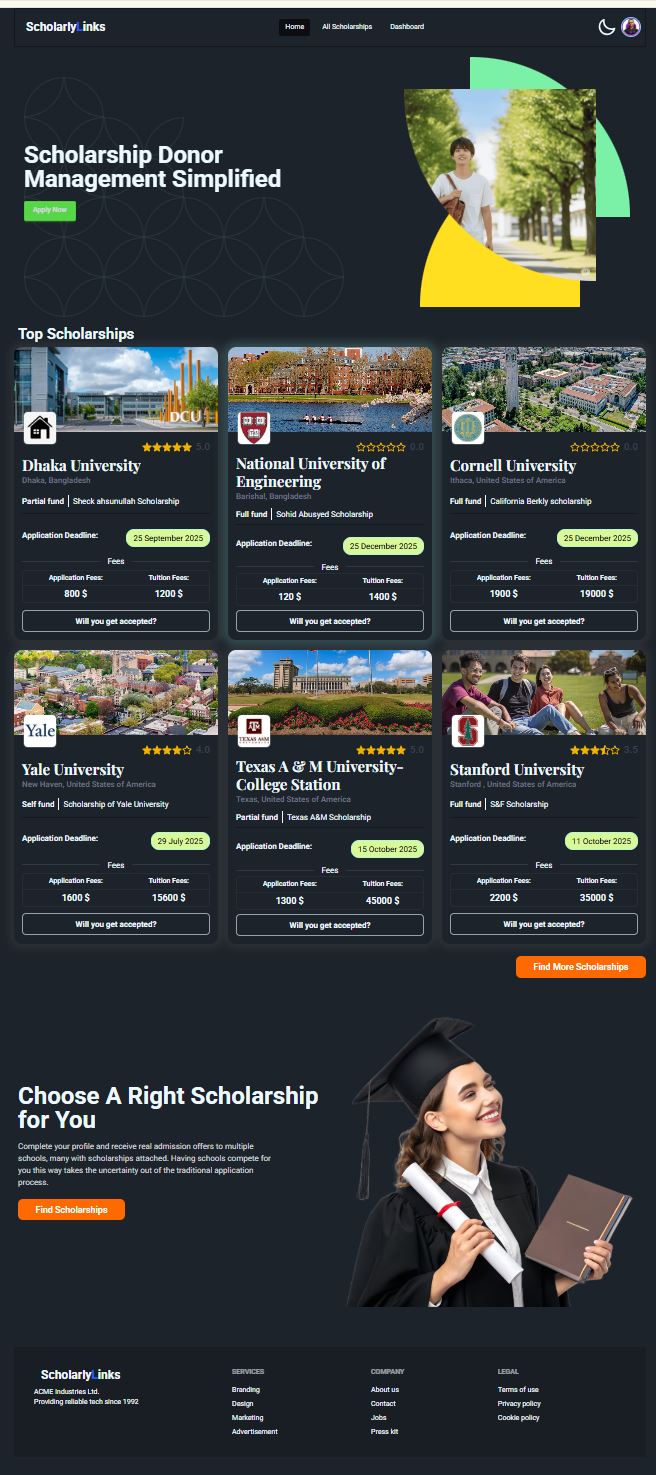 ScholarlyLinks
Home All Scholarships Dashboard
Scholarship Donor
Management Simplified
Apply Now
Top Scholarships
DCU
5.0
Dhaka University
Dhaka, Bangladesh
Partial fund Sheck ahsunullah Scholarship
Application Deadline: 25 September 2025
Fees
Application Fees: Tuition Fees:
800 $ 1200 $
Will you get accepted?
0.0
National University of
Engineering
Barishal, Bangladesh
Full fund Sohid Abusyed Scholarship
Application Deadline: 25 December 2025
Fees
Application Fees: Tuition Fees:
120 $ 1400 $
Will you get accepted?
0.0
Cornell University
Ithaca, United States of America
Full fund California Berkly scholarship
Application Deadline: 25 December 2025
Fees
Application Fees: Tuition Fees:
1900 $ 19000 $
Will you get accepted?
Yale
4.0
Yale University
New Haven, United States of America
Self fund Scholarship of Yale University
Application Deadline: 29 July 2025
Fees
Application Fees: Tuition Fees:
1600 $ 15600 $
Will you get accepted?
ATM
TEXAS A&M
UNIVERSITY
5.0
Texas A & M University-
College Station
Texas, United States of America
Partial fund Texas A&M Scholarship
Application Deadline: 15 October 2025
Fees
Application Fees: Tuition Fees:
1300 $ 45000 $
Will you get accepted?
S
3.5
Stanford University
Stanford , United States of America
Full fund S&F Scholarship
Application Deadline: 11 October 2025
Fees
Application Fees: Tuition Fees:
2200 $ 35000 $
Will you get accepted?
Find More Scholarships
Choose A Right Scholarship
for You
Complete your profile and receive real admission offers to multiple
schools, many with scholarships attached. Having schools compete for
you this way takes the uncertainty out of the traditional application
process.
Find Scholarships
ScholarlyLinks
ACME Industries Ltd.
Providing reliable tech since 1992
SERVICES
Branding
Design
Marketing
Advertisement
COMPANY
About us
Contact
Jobs
Press kit
LEGAL
Terms of use
Privacy policy
Cookie policy